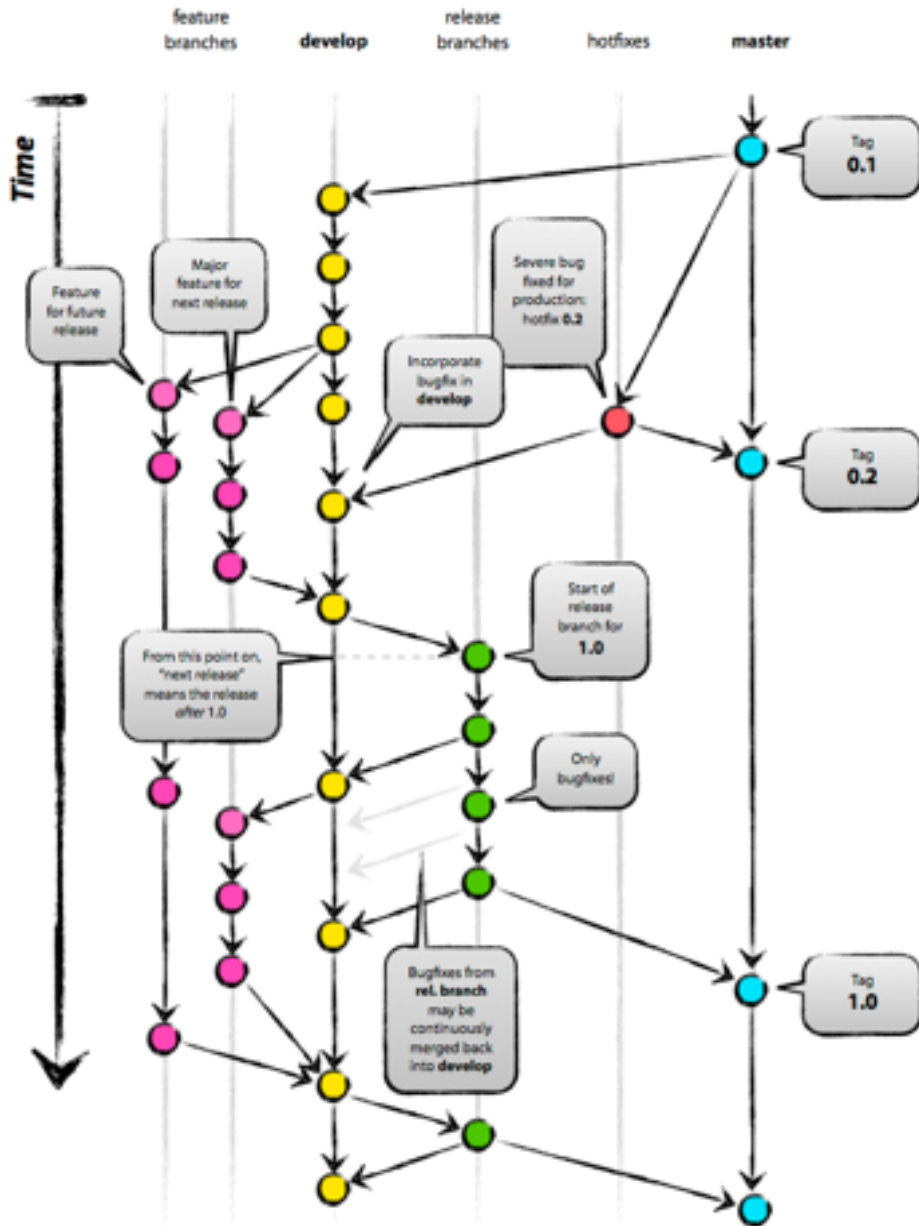 feature
branches
develop
release
branches
hotfixes
master
Time
Tag
0.1
Feature
for future
release
Major
feature for
next release
Severe bug
fixed for
production:
hotfix 0.2
Incorporate
bugfix in
develop
Tag
0.2
Start of
release
branch for
1.0
From this point on,
“next release”
means the release
after 1.0
Only
bugfixes!
Bugfixes from
rel. branch
may be
continuously
merged back
into develop
Tag
1.0